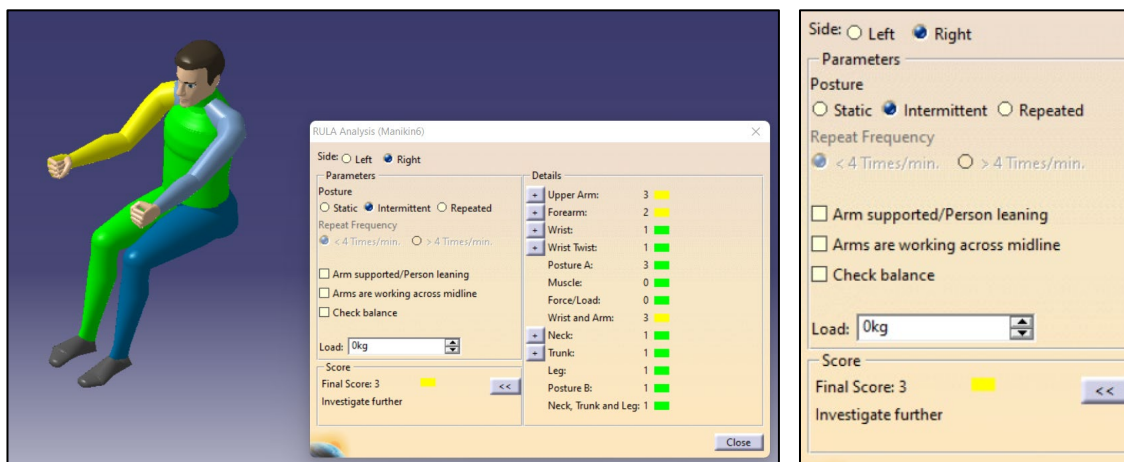 RULA Analysis (Manikin6)
Side: Left Right
Parameters
Posture
Static Intermittent Repeated
Repeat Frequency
< 4 Times/min. > 4 Times/min.
Arm supported/Person leaning
Arms are working across midline
Check balance
Load: 0kg
Score
Final Score: 3
<<
Investigate further
Details
+ Upper Arm: 3
+ Forearm: 2
+ Wrist: 1
+ Wrist Twist: 1
Posture A: 3
Muscle: 0
Force/Load: 0
Wrist and Arm: 3
+ Neck: 1
+ Trunk: 1
Leg: 1
Posture B: 1
Neck, Trunk and Leg: 1
Close
Side: Left Right
Parameters
Posture
Static Intermittent Repeated
Repeat Frequency
< 4 Times/min. > 4 Times/min.
Arm supported/Person leaning
Arms are working across midline
Check balance
Load: 0kg
Score
Final Score: 3
<<
Investigate further